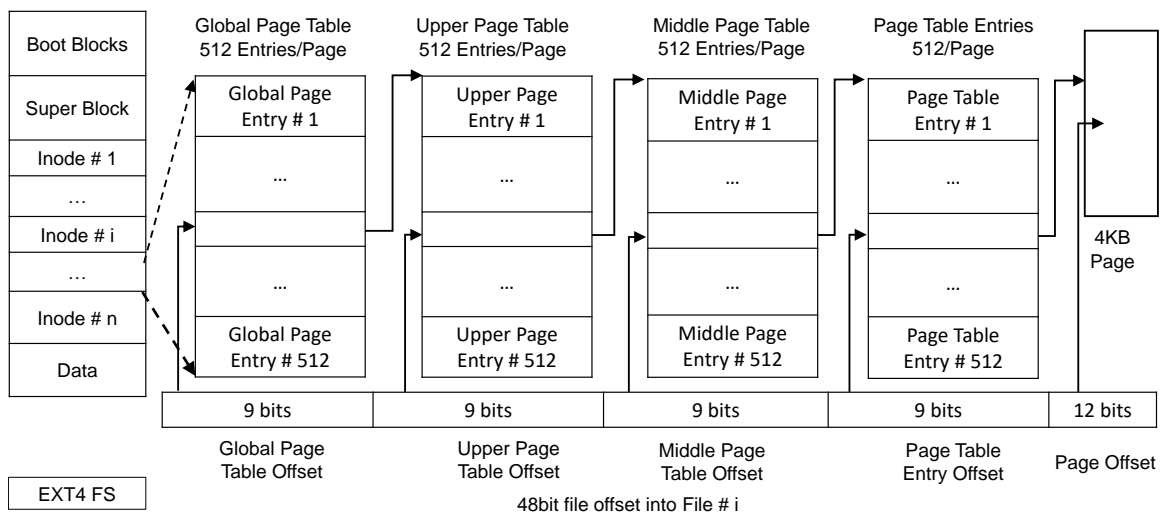 Boot Blocks
Super Block
Inode # 1
…
Inode # i
…
Inode # n
Data
EXT4 FS
Global Page Table
512 Entries/Page
Global Page
Entry # 1
...
...
Global Page
Entry # 512
Upper Page Table
512 Entries/Page
Upper Page
Entry # 1
...
...
Upper Page
Entry # 512
Middle Page Table
512 Entries/Page
Middle Page
Entry # 1
...
...
Middle Page
Entry # 512
Page Table Entries
512/Page
Page Table
Entry # 1
...
...
Page Table
Entry # 512
4KB
Page
9 bits
9 bits
9 bits
9 bits
12 bits
Global Page
Table Offset
Upper Page
Table Offset
Middle Page
Table Offset
Page Table
Entry Offset
Page Offset
48bit file offset into File # i